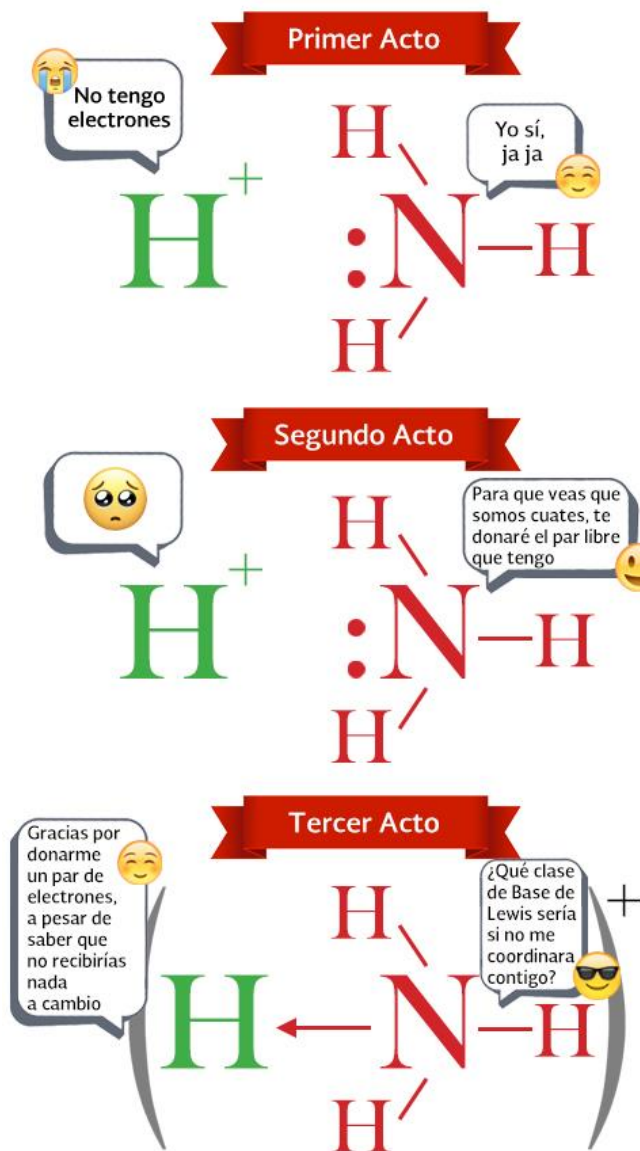 Primer Acto
No tengo
electrones
H+
H
:N
H
H
Yo sí,
ja ja
Segundo Acto
H+
H
:N
H
H
Para que veas que
somos cuates, te
donaré el par libre
que tengo
Tercer Acto
Gracias por
donarme
un par de
electrones,
a pesar de
saber que
no recibirías
nada
a cambio
H
H
N
H
H
+
¿Qué clase
de Base de
Lewis sería
si no me
coordinara
contigo?